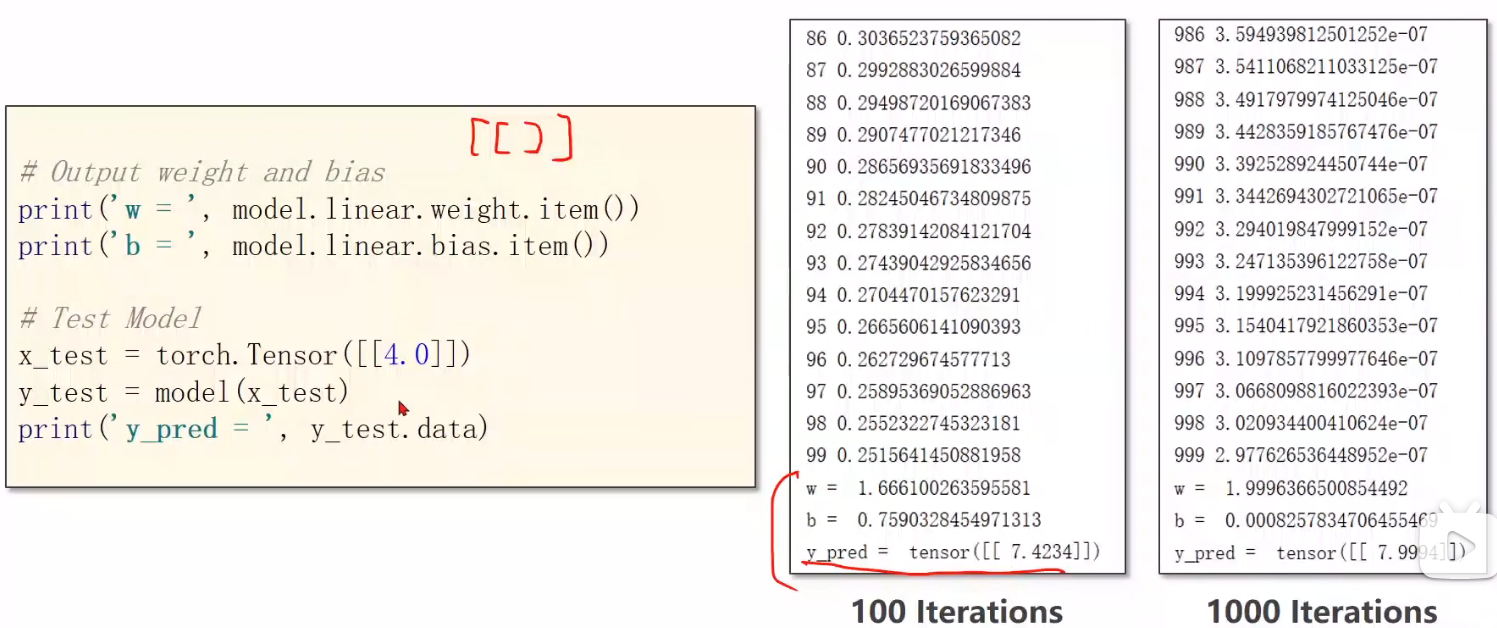 [[]]
# Output weight and bias
print('w = ', model.linear.weight.item())
print('b = ', model.linear.bias.item())
# Test Model
x_test = torch.Tensor([[4.0]])
y_test = model(x_test)
print('y_pred = ', y_test.data)
86 0.3036523759365082
87 0.2992883026599884
88 0.29498720169067383
89 0.2907477021217346
90 0.28656935691833496
91 0.28245046734809875
92 0.27839142084121704
93 0.27439042925834656
94 0.2704470157623291
95 0.2665606141090393
96 0.262729674577713
97 0.25895369052886963
98 0.2552322745323181
99 0.2515641450881958
w = 1.666100263595581
b = 0.7590328454971313
y_pred = tensor([[ 7.4234]])
100 Iterations
986 3.594939812501252e-07
987 3.5411068211033125e-07
988 3.4917979974125046e-07
989 3.4428359185767476e-07
990 3.392528924450744e-07
991 3.34426943027210​65e-07
992 3.294019847999152e-07
993 3.247135396122758e-07
994 3.199925231456291e-07
995 3.1540417921860353e-07
996 3.1097857799977646e-07
997 3.0668098816022393e-07
998 3.020934400410624e-07
999 2.977626536448952e-07
w = 1.9996366500854492
b = 0.0008257834706455469
y_pred = tensor([[ 7.9994]])
1000 Iterations